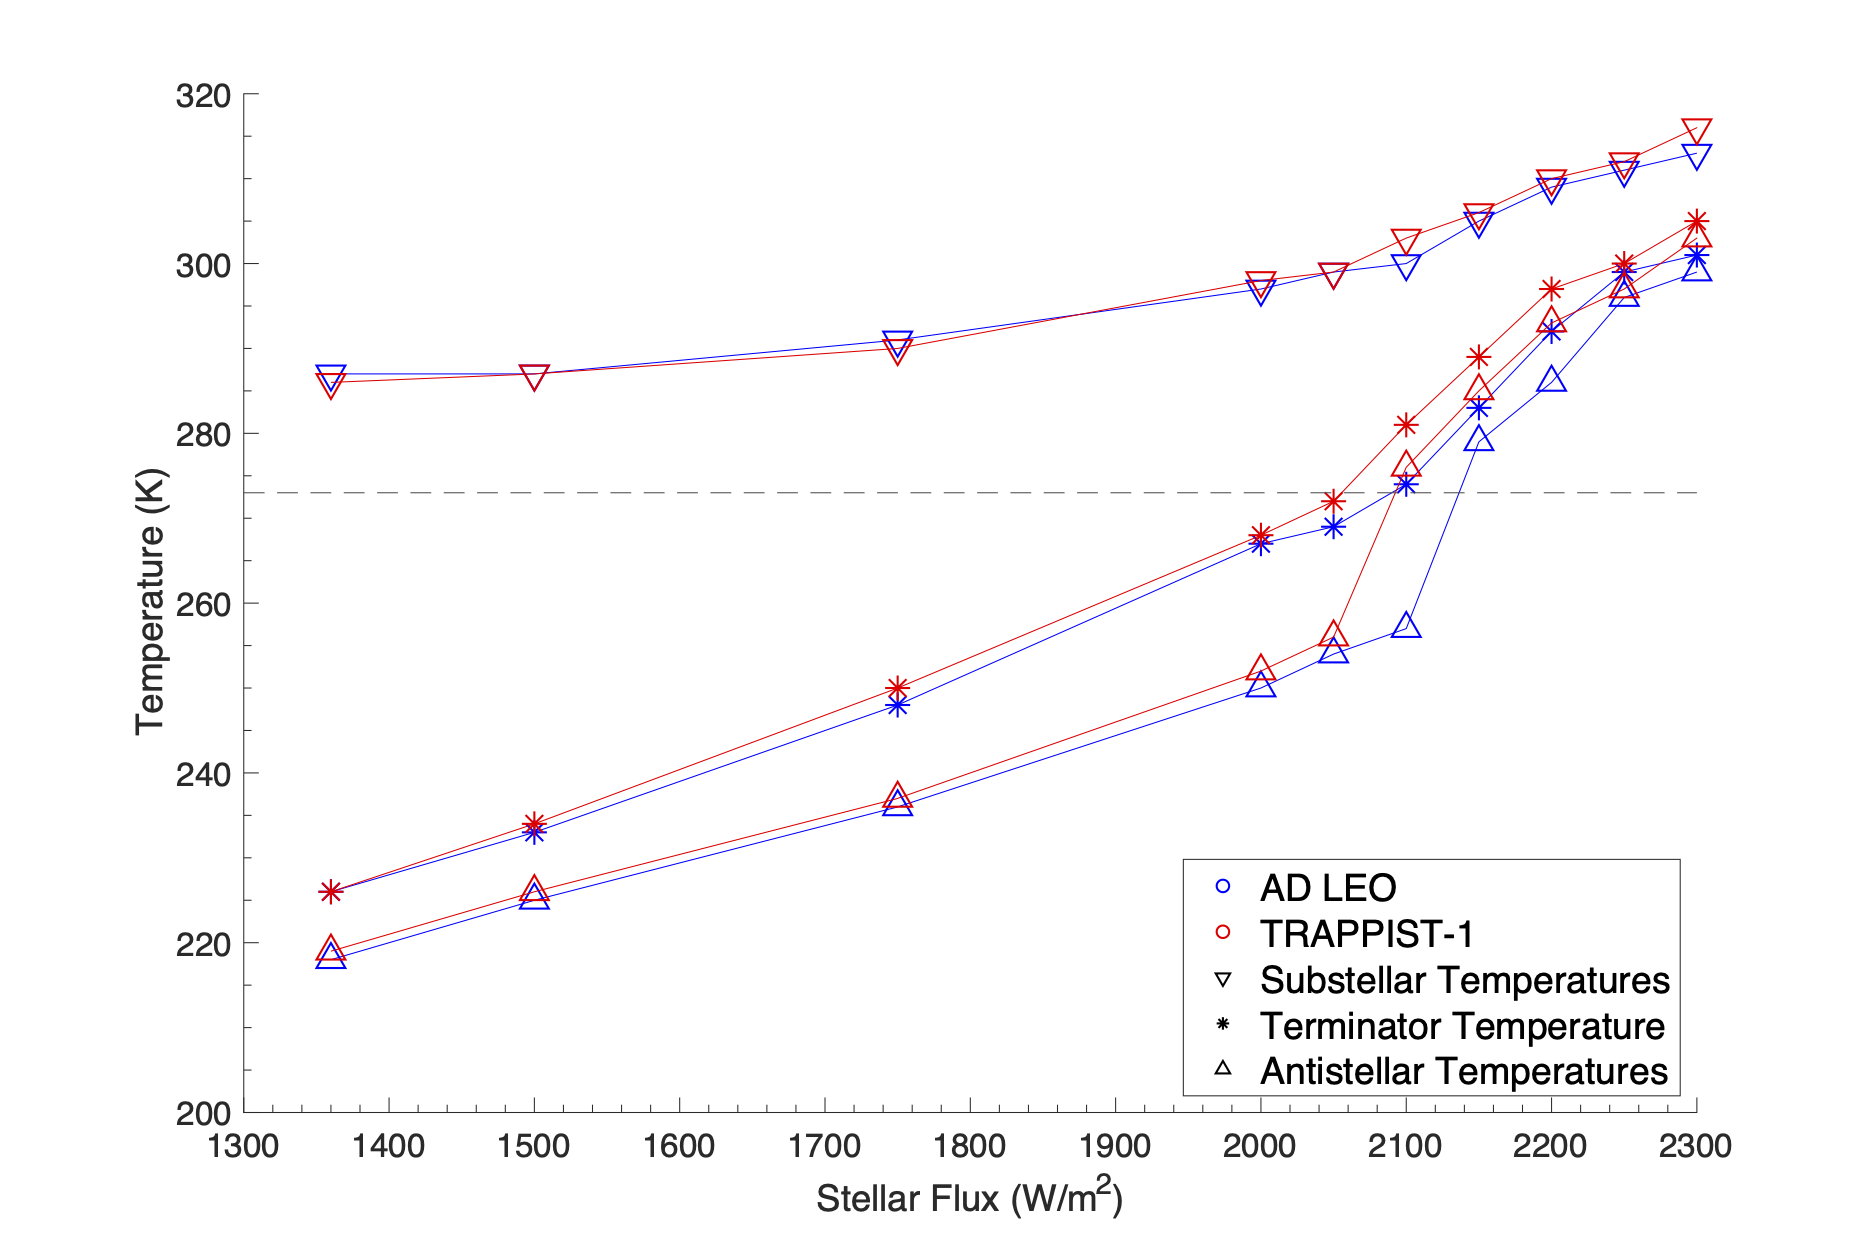 320
300
280
260
240
220
200
Temperature (K)
1300 1400 1500 1600 1700 1800 1900 2000 2100 2200 2300
Stellar Flux (W/m²)
AD LEO
TRAPPIST-1
Substellar Temperatures
Terminator Temperature
Antistellar Temperatures